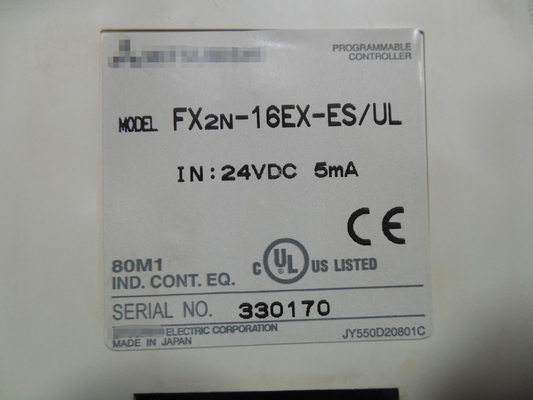 PROGRAMMABLE
CONTROLLER
MODEL FX2N-16EX-ES/UL
IN:24VDC 5mA
CE
80M1
IND. CONT. EQ.
C UL US LISTED
SERIAL NO. 330170
ELECTRIC CORPORATION
MADE IN JAPAN
JY550D20801C